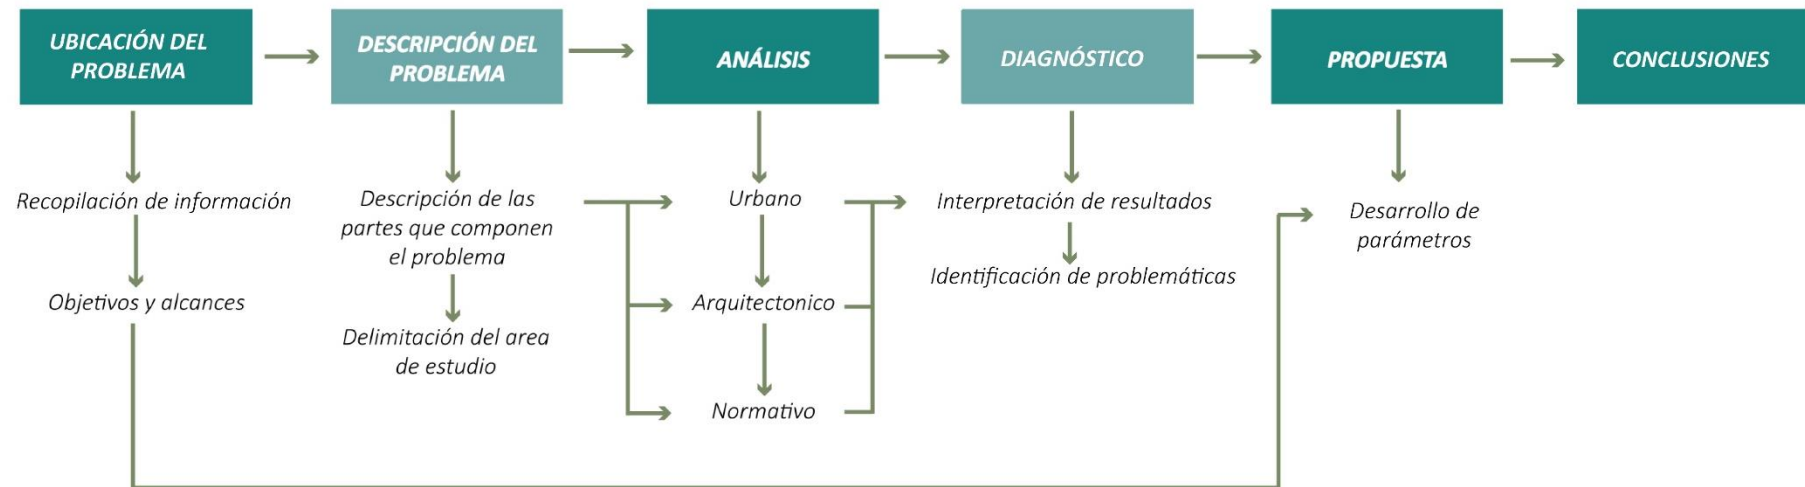 UBICACIÓN DEL
PROBLEMA
DESCRIPCIÓN DEL
PROBLEMA
ANÁLISIS
DIAGNÓSTICO
PROPUESTA
CONCLUSIONES
Recopilación de información
Objetivos y alcances
Descripción de las
partes que componen
el problema
Delimitación del area
de estudio
Urbano
Arquitectonico
Normativo
Interpretación de resultados
Identificación de problemáticas
Desarrollo de
parámetros